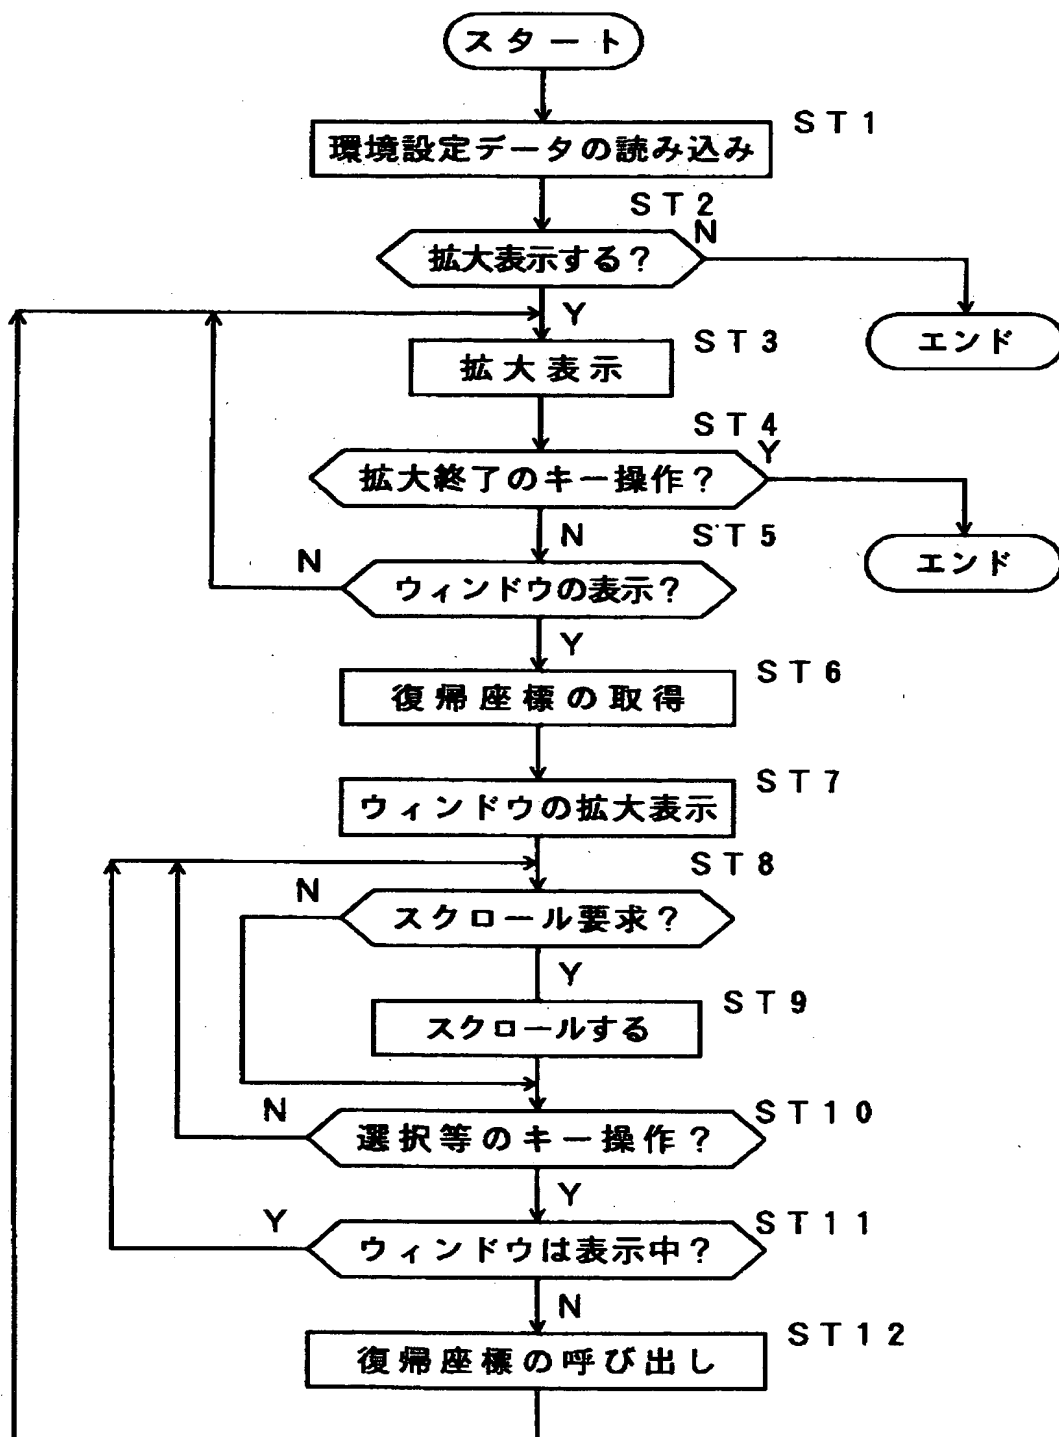 スタート
ST1
環境設定データの読み込み
ST2
拡大表示する?
N
Y
エンド
ST3
拡大表示
ST4
拡大終了のキー操作?
Y
N
エンド
ST5
ウィンドウの表示?
N
Y
ST6
復帰座標の取得
ST7
ウィンドウの拡大表示
ST8
スクロール要求?
N
Y
ST9
スクロールする
ST10
選択等のキー操作?
N
Y
ST11
ウィンドウは表示中?
Y
N
ST12
復帰座標の呼び出し